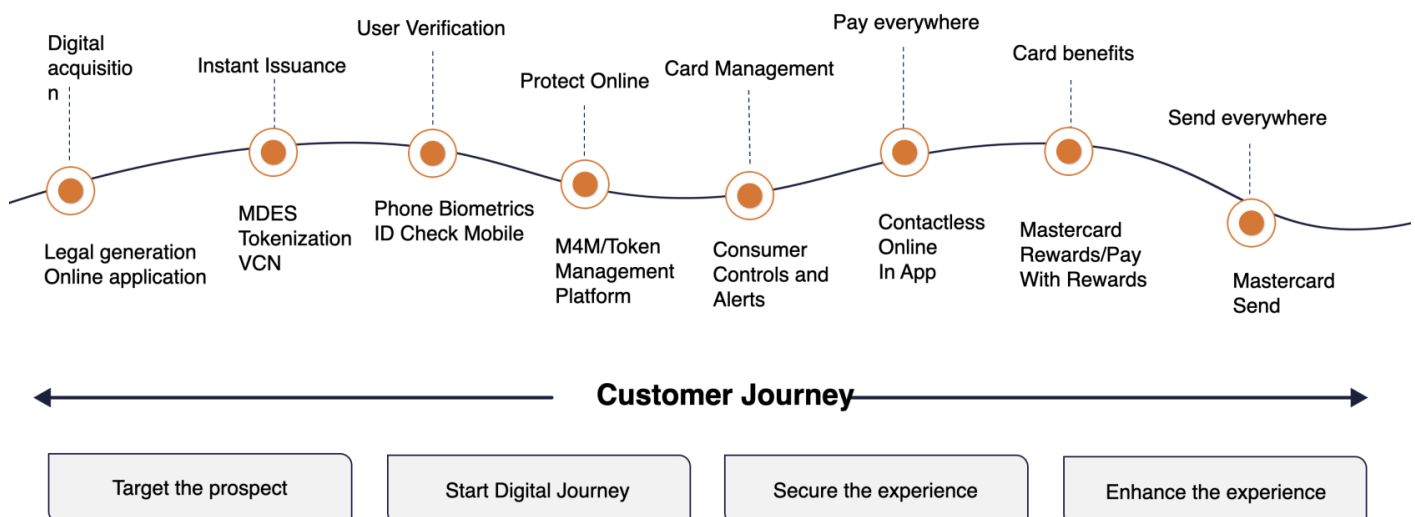 Digital
acquisitio
n
Instant Issuance
User Verification
Protect Online
Card Management
Pay everywhere
Card benefits
Send everywhere
Legal generation
Online application
MDES
Tokenization
VCN
Phone Biometrics
ID Check Mobile
M4M/Token
Management
Platform
Consumer
Controls and
Alerts
Contactless
Online
In App
Mastercard
Rewards/Pay
With Rewards
Mastercard
Send
Customer Journey
Target the prospect
Start Digital Journey
Secure the experience
Enhance the experience